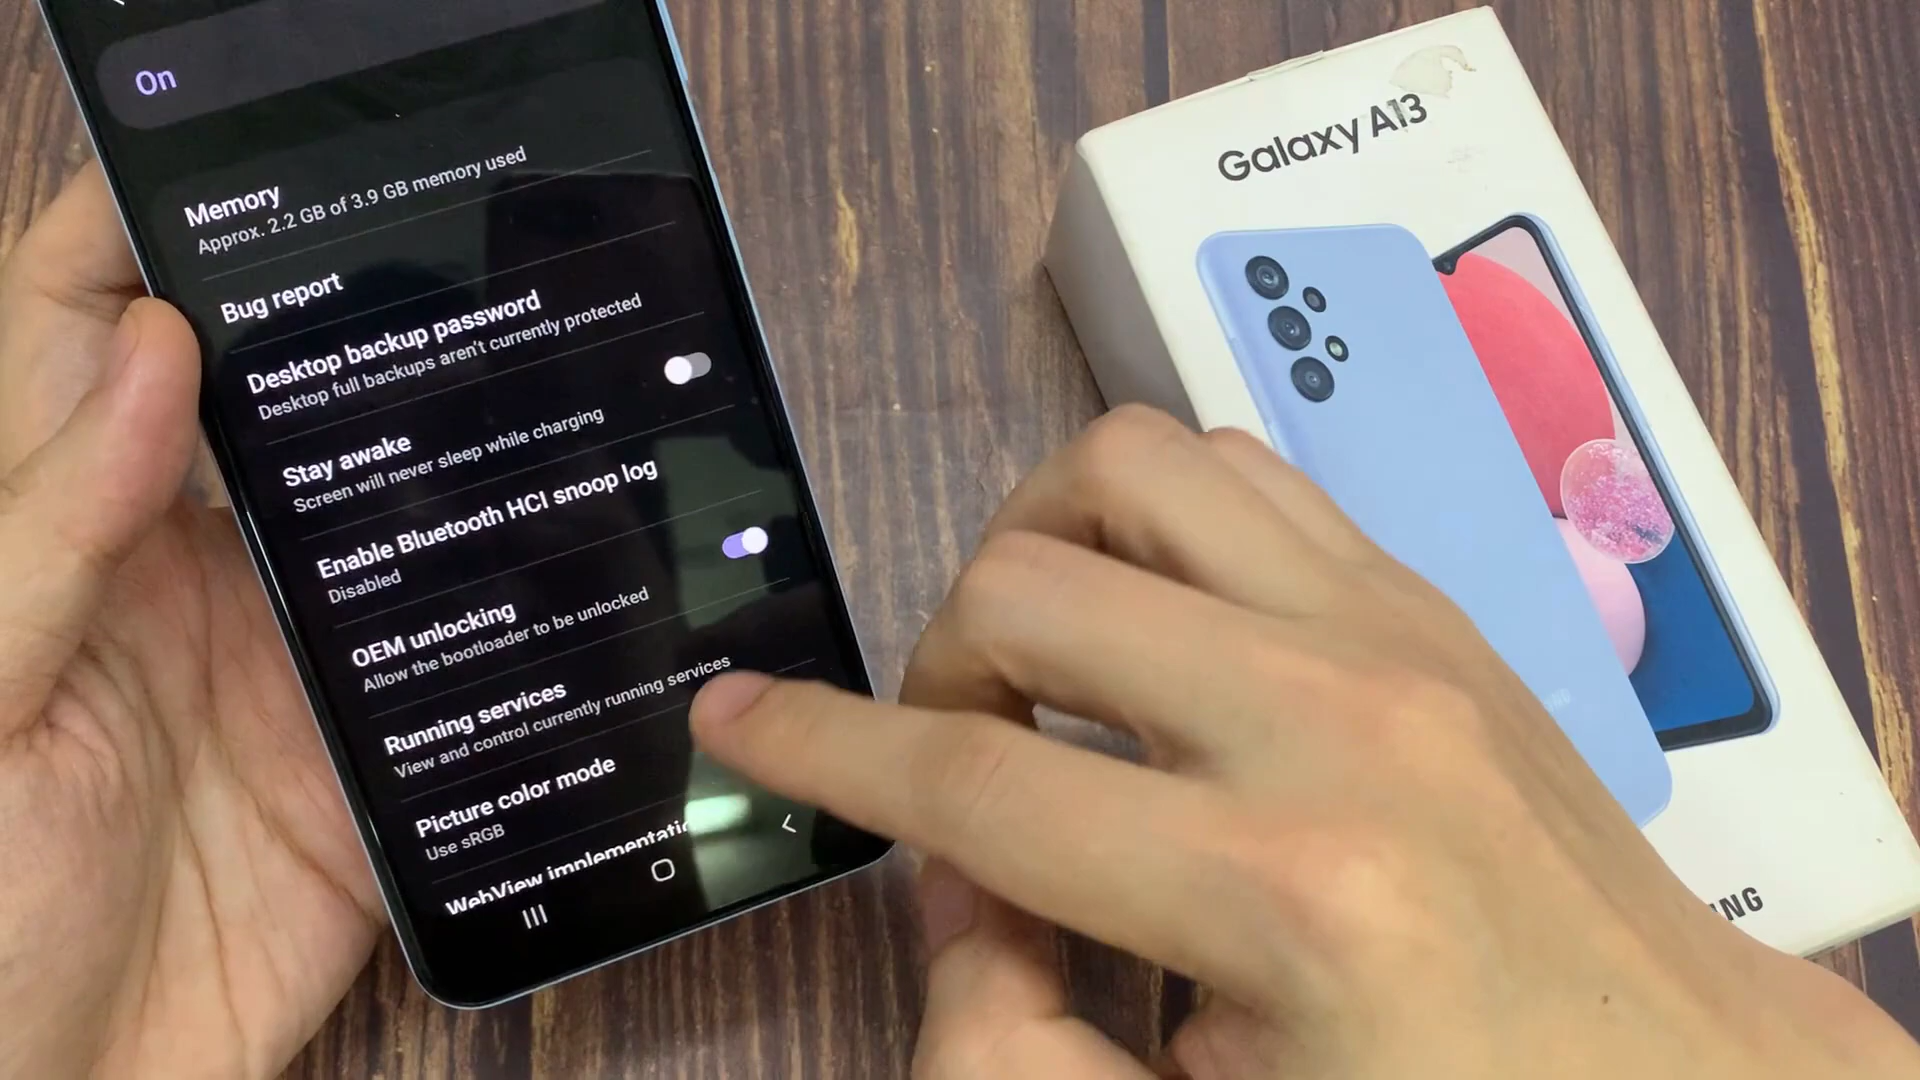 On
Memory
Approx. 2.2 GB of 3.9 GB memory used
Bug report
Desktop backup password
Desktop full backups aren't currently protected
Stay awake
Screen will never sleep while charging
Enable Bluetooth HCI snoop log
Disabled
OEM unlocking
Allow the bootloader to be unlocked
Running services
View and control currently running services
Picture color mode
Use sRGB
WebView implementatio
Galaxy A13
NG